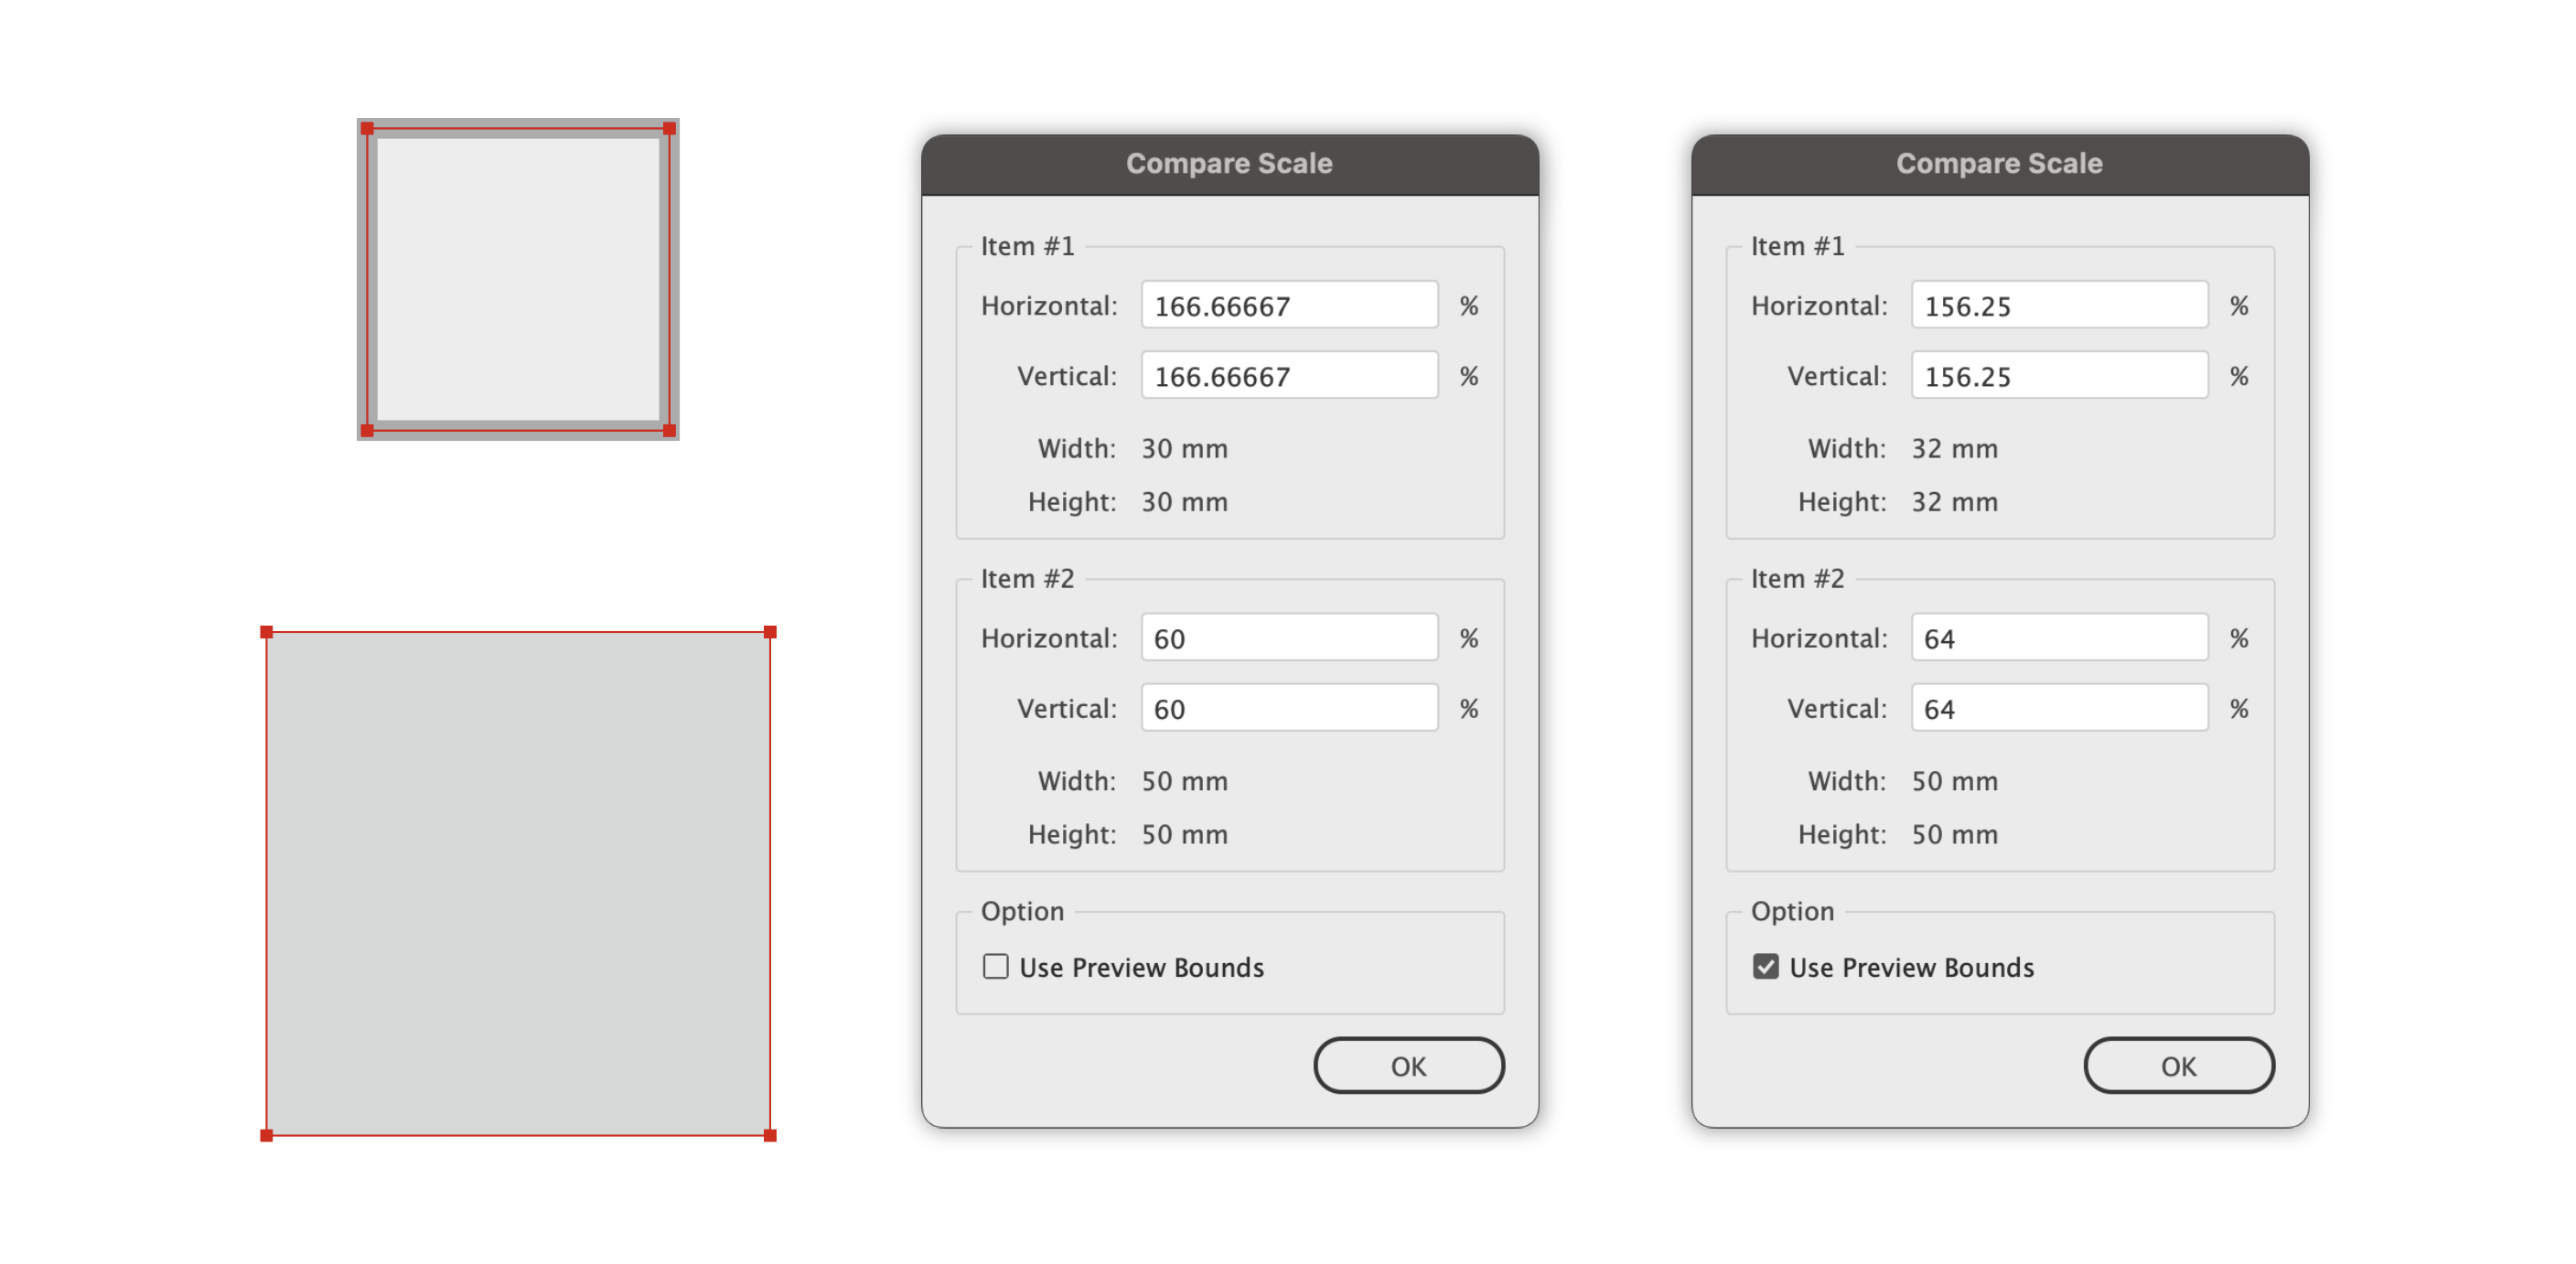 Compare Scale
Item #1
Horizontal: 166.66667 %
Vertical: 166.66667 %
Width: 30 mm
Height: 30 mm
Item #2
Horizontal: 60 %
Vertical: 60 %
Width: 50 mm
Height: 50 mm
Option
Use Preview Bounds
OK
Compare Scale
Item #1
Horizontal: 156.25 %
Vertical: 156.25 %
Width: 32 mm
Height: 32 mm
Item #2
Horizontal: 64 %
Vertical: 64 %
Width: 50 mm
Height: 50 mm
Option
Use Preview Bounds
OK